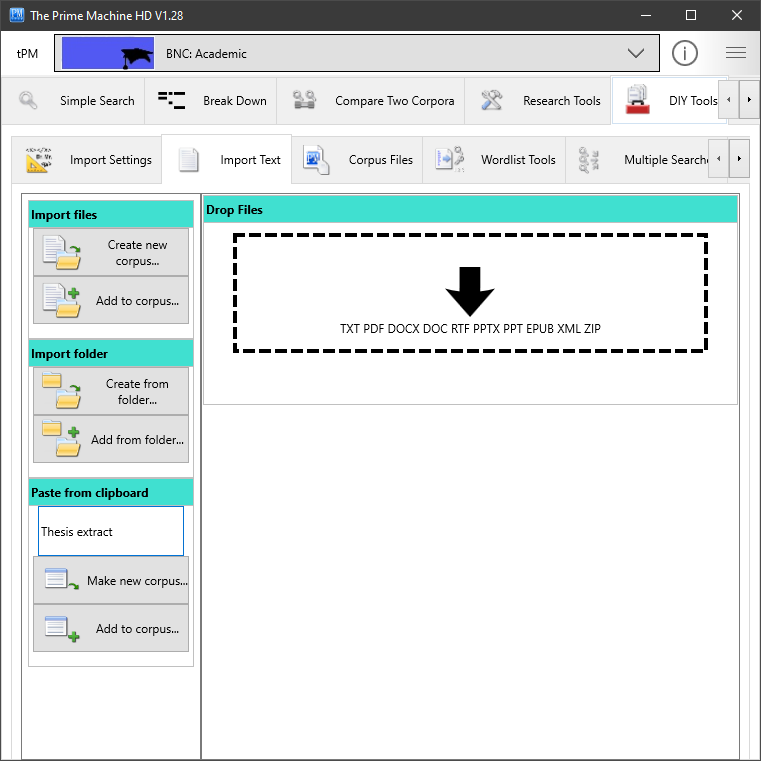 The Prime Machine HD V1.28
tPM
BNC: Academic
Simple Search
Break Down
Compare Two Corpora
Research Tools
DIY Tools
Import Settings
Import Text
Corpus Files
Wordlist Tools
Multiple Searche
Import files
Create new
corpus...
Add to corpus...
Import folder
Create from
folder...
Add from folder...
Paste from clipboard
Thesis extract
Make new corpus...
Add to corpus...
Drop Files
TXT PDF DOCX DOC RTF PPTX PPT EPUB XML ZIP